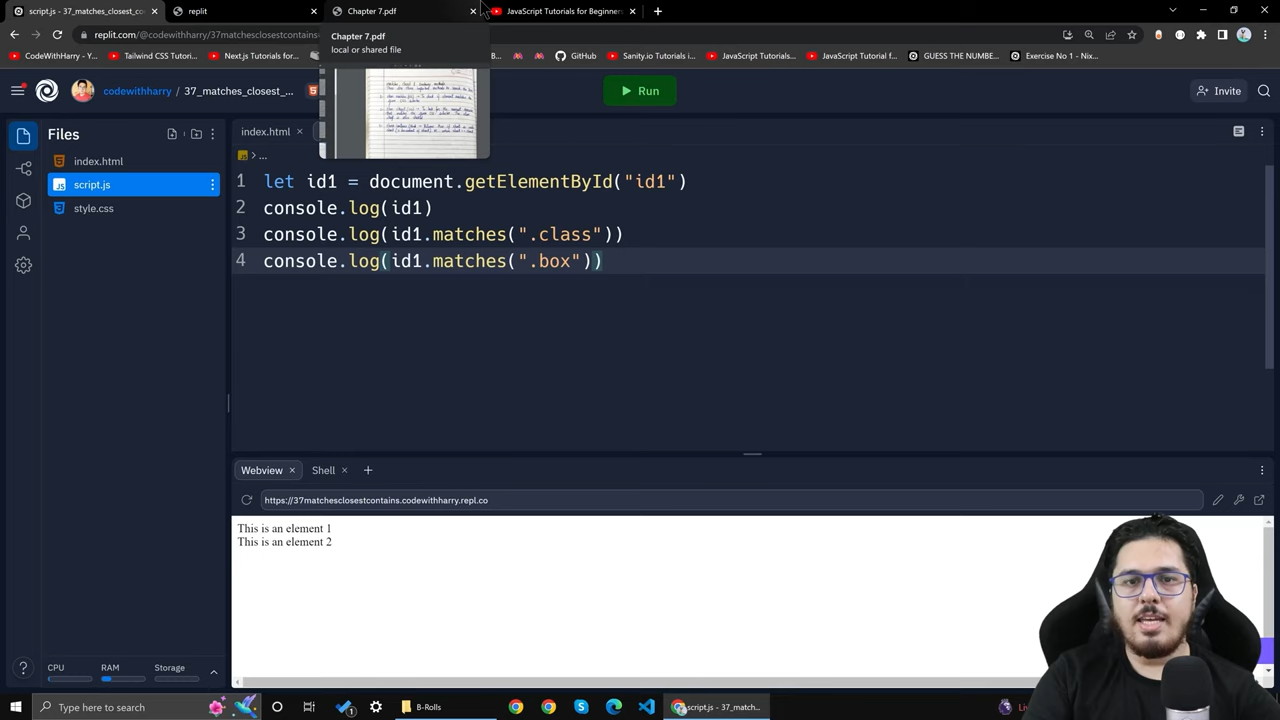 script.js - 37_matches_closest_co
replit
Chapter 7.pdf
JavaScript Tutorials for Beginner
replit.com/@codewithharry/37matchesclosestcontains
Chapter 7.pdf
local or shared file
CodeWithHarry - Y...
Tailwind CSS Tutori...
Next.js Tutorials for...
GitHub
Sanity.io Tutorials i...
JavaScript Tutorials...
JavaScript Tutorial f...
GUESS THE NUMBE...
Exercise No 1 - Nix...
codewithharry / 37_matches_closest_...
Run
Invite
Files
index.html
script.js
style.css
index.html
...
1 let id1 = document.getElementById("id1")
2 console.log(id1)
3 console.log(id1.matches(".class"))
4 console.log(id1.matches(".box"))
Webview
Shell
https://37matchesclosestcontains.codewithharry.repl.co
This is an element 1
This is an element 2
CPU
RAM
Storage
Type here to search
1
B-Rolls
script.js - 37_matc...